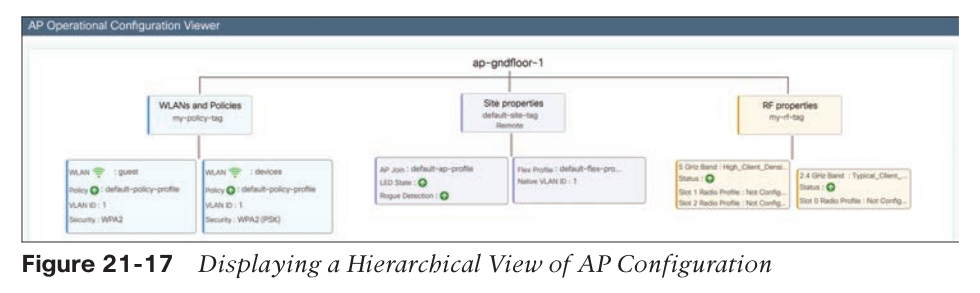 AP Operational Configuration Viewer
ap-gndfloor-1
WLANs and Policies
my-policy-tag
Site properties
default-site-tag
Remote
RF properties
my-rf-tag
WLAN : guest
Policy : default-policy-profile
VLAN ID : 1
Security : WPA2
WLAN : devices
Policy : default-policy-profile
VLAN ID : 1
Security : WPA2 (PSK)
AP Join : default-ap-profile
LED State :
Rogue Detection :
Flex Profile : default-flex-pro...
Native VLAN ID : 1
5 GHz Band : High_Client_Densi...
Status :
Slot 1 Radio Profile : Not Config...
Slot 2 Radio Profile : Not Config...
2.4 GHz Band : Typical_Client_...
Status :
Slot 0 Radio Profile : Not Config...
Figure 21-17 Displaying a Hierarchical View of AP Configuration